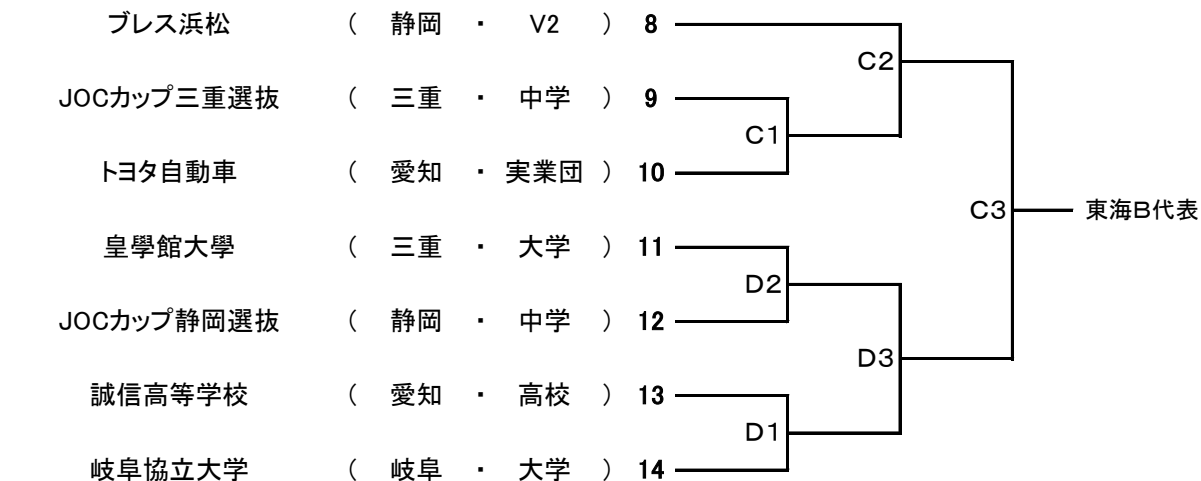 ブレス浜松 ( 静岡 ・ V2 ) 8
C2
JOCカップ三重選抜 ( 三重 ・ 中学 ) 9
C1
トヨタ自動車 ( 愛知 ・ 実業団 ) 10
C3 東海B代表
皇學館大學 ( 三重 ・ 大学 ) 11
D2
JOCカップ静岡選抜 ( 静岡 ・ 中学 ) 12
D3
誠信高等学校 ( 愛知 ・ 高校 ) 13
D1
岐阜協立大学 ( 岐阜 ・ 大学 ) 14